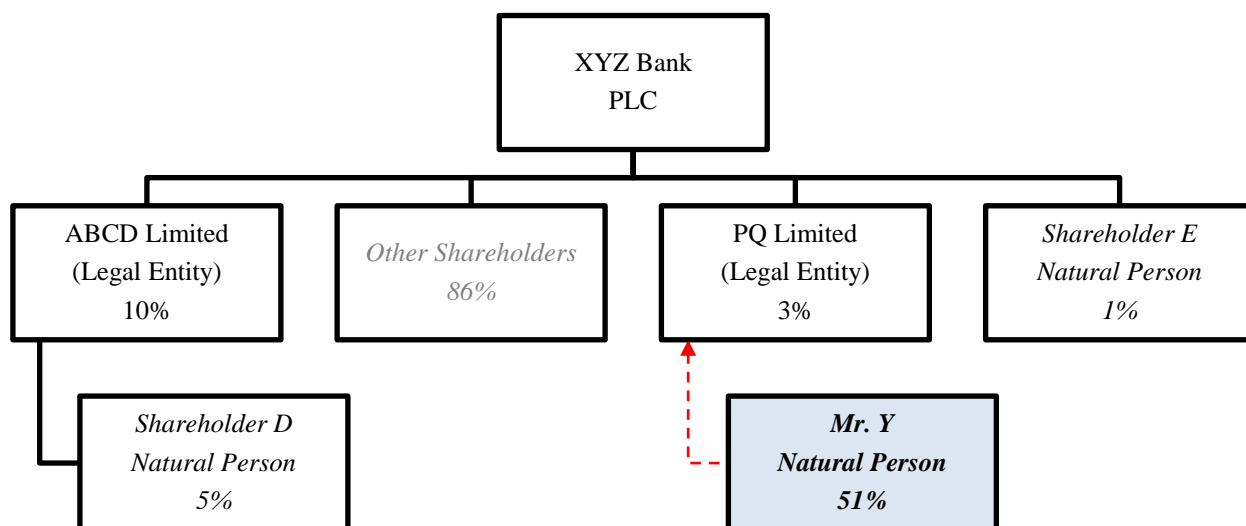 XYZ Bank
PLC
ABCD Limited
(Legal Entity)
10%
Other Shareholders
86%
PQ Limited
(Legal Entity)
3%
Shareholder E
Natural Person
1%
Shareholder D
Natural Person
5%
Mr. Y
Natural Person
51%